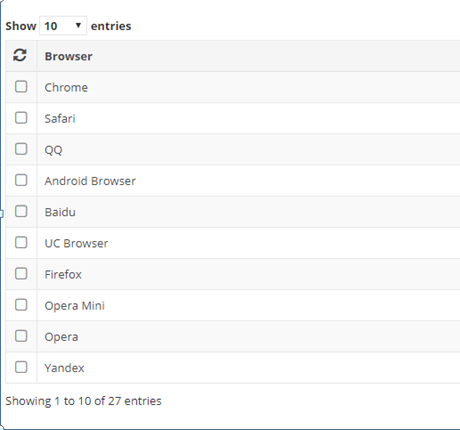 Show 10 entries
Browser
Chrome
Safari
QQ
Android Browser
Baidu
UC Browser
Firefox
Opera Mini
Opera
Yandex
Showing 1 to 10 of 27 entries